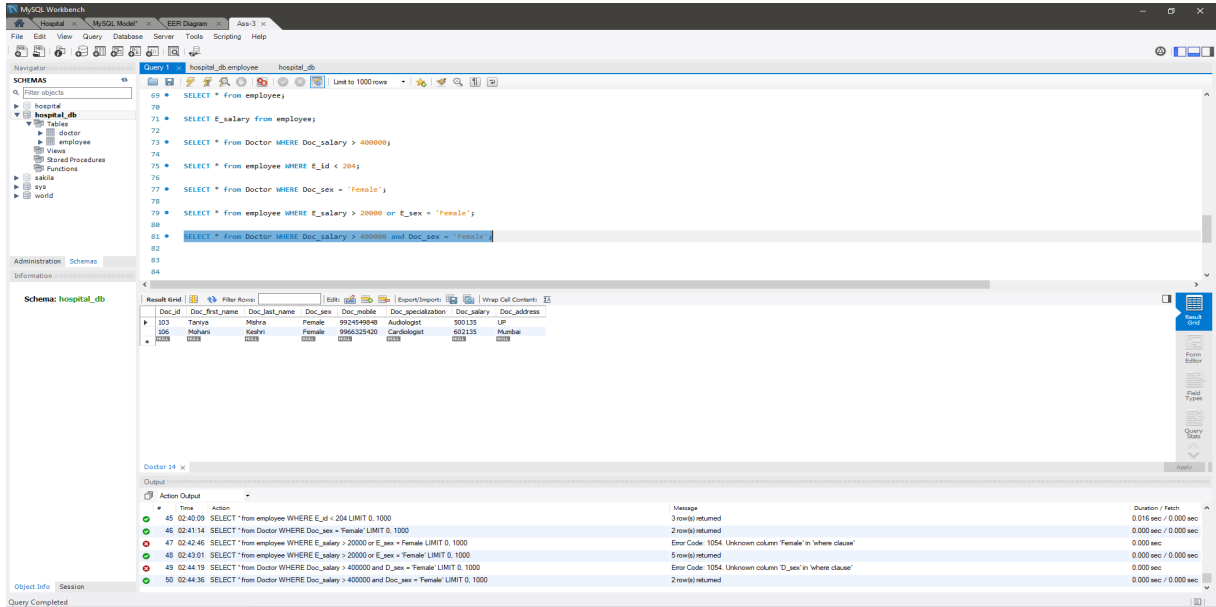 MySQL Workbench
Hospital × MySQL Model* × EER Diagram × Ass-3 ×
File Edit View Query Database Server Tools Scripting Help
Navigator
SCHEMAS
Filter objects
hospital
hospital_db
Tables
doctor
employee
Views
Stored Procedures
Functions
sakila
sys
world
Administration Schemas
Information
Schema: hospital_db
Object Info Session
Query 1 × hospital_db.employee hospital_db
Limit to 1000 rows
69 SELECT * from employee;
70
71 SELECT E_salary from employee;
72
73 SELECT * from Doctor WHERE Doc_salary > 400000;
74
75 SELECT * from employee WHERE E_id < 204;
76
77 SELECT * from Doctor WHERE Doc_sex = 'Female';
78
79 SELECT * from employee WHERE E_salary > 20000 or E_sex = 'Female';
80
81 SELECT * from Doctor WHERE Doc_salary > 400000 and Doc_sex = 'Female';
82
83
84
Result Grid Filter Rows: Edit: Export/Import: Wrap Cell Content:
Doc_id Doc_first_name Doc_last_name Doc_sex Doc_mobile Doc_specialization Doc_salary Doc_address
103 Taniya Mishra Female 9924549848 Audiologist 500135 UP
106 Mohani Keshri Female 9966325420 Cardiologist 602135 Mumbai
NULL NULL NULL NULL NULL NULL NULL NULL
Result Grid
Form Editor
Field Types
Query Stats
Doctor 14 × Apply
Output
Action Output
# Time Action Message Duration / Fetch
45 02:40:09 SELECT * from employee WHERE E_id < 204 LIMIT 0, 1000 3 row(s) returned 0.016 sec / 0.000 sec
46 02:41:14 SELECT * from Doctor WHERE Doc_sex = 'Female' LIMIT 0, 1000 2 row(s) returned 0.000 sec / 0.000 sec
47 02:42:46 SELECT * from employee WHERE E_salary > 20000 or E_sex = Female LIMIT 0, 1000 Error Code: 1054. Unknown column 'Female' in 'where clause' 0.000 sec
48 02:43:01 SELECT * from employee WHERE E_salary > 20000 or E_sex = 'Female' LIMIT 0, 1000 5 row(s) returned 0.000 sec / 0.000 sec
49 02:44:19 SELECT * from Doctor WHERE Doc_salary > 400000 and D_sex = 'Female' LIMIT 0, 1000 Error Code: 1054. Unknown column 'D_sex' in 'where clause' 0.000 sec
50 02:44:36 SELECT * from Doctor WHERE Doc_salary > 400000 and Doc_sex = 'Female' LIMIT 0, 1000 2 row(s) returned 0.000 sec / 0.000 sec
Query Completed